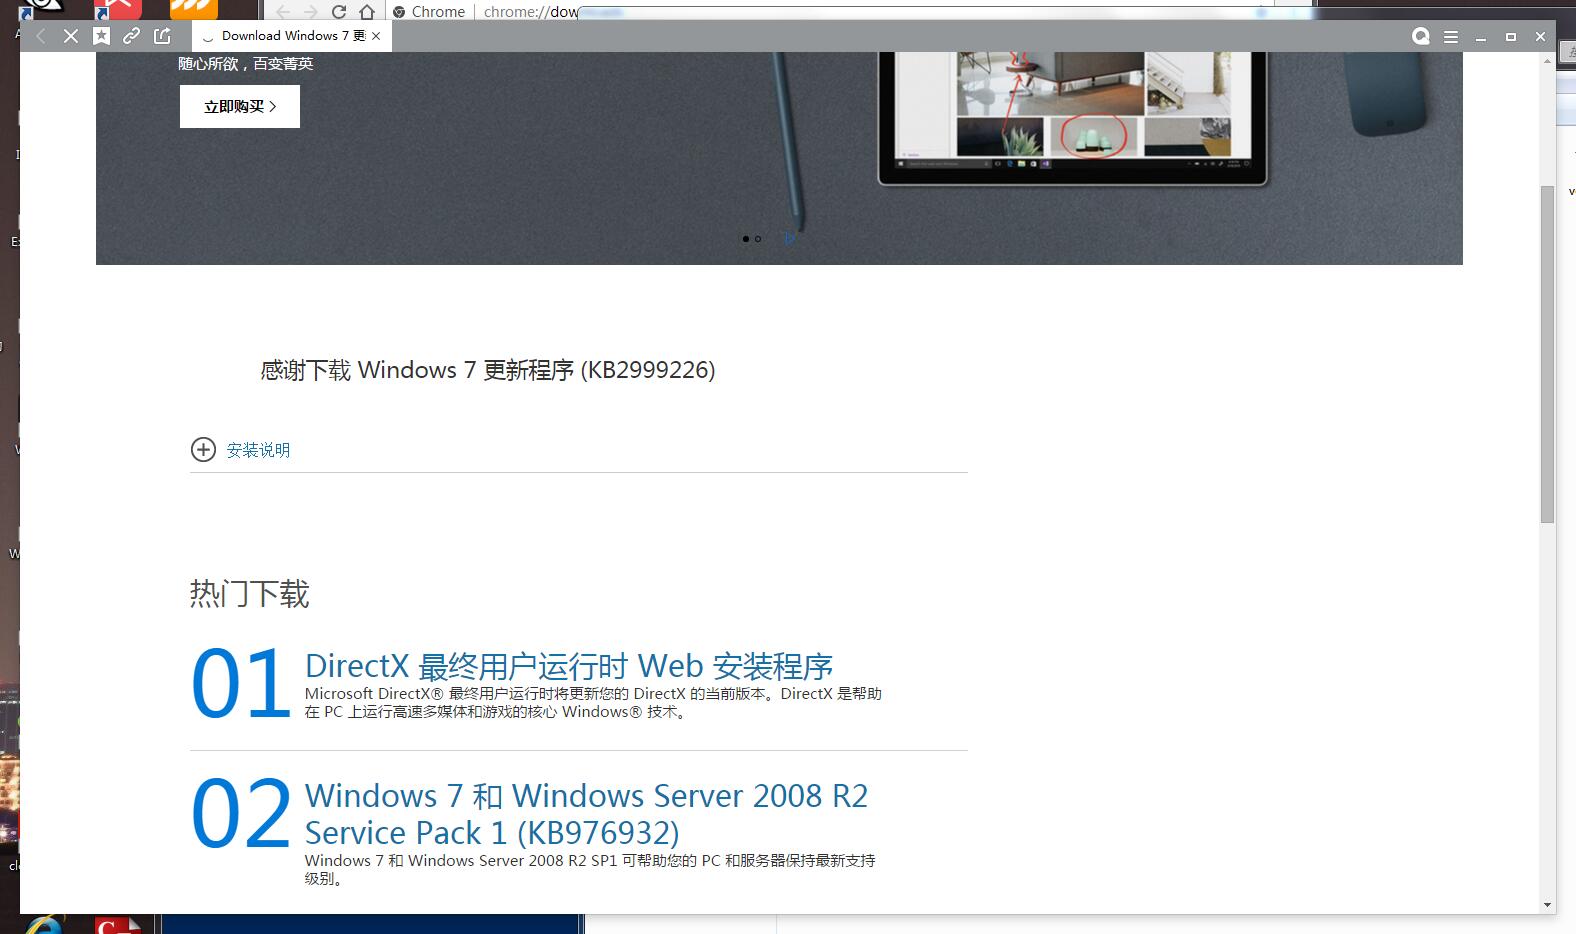 Chrome
chrome://dow
Download Windows 7 更
随心所欲，百变菁英
立即购买
感谢下载 Windows 7 更新程序 (KB2999226)
安装说明
热门下载
01
DirectX 最终用户运行时 Web 安装程序
Microsoft DirectX® 最终用户运行时将更新您的 DirectX 的当前版本。DirectX 是帮助
在 PC 上运行高速多媒体和游戏的核心 Windows® 技术。
02
Windows 7 和 Windows Server 2008 R2
Service Pack 1 (KB976932)
Windows 7 和 Windows Server 2008 R2 SP1 可帮助您的 PC 和服务器保持最新支持
级别。